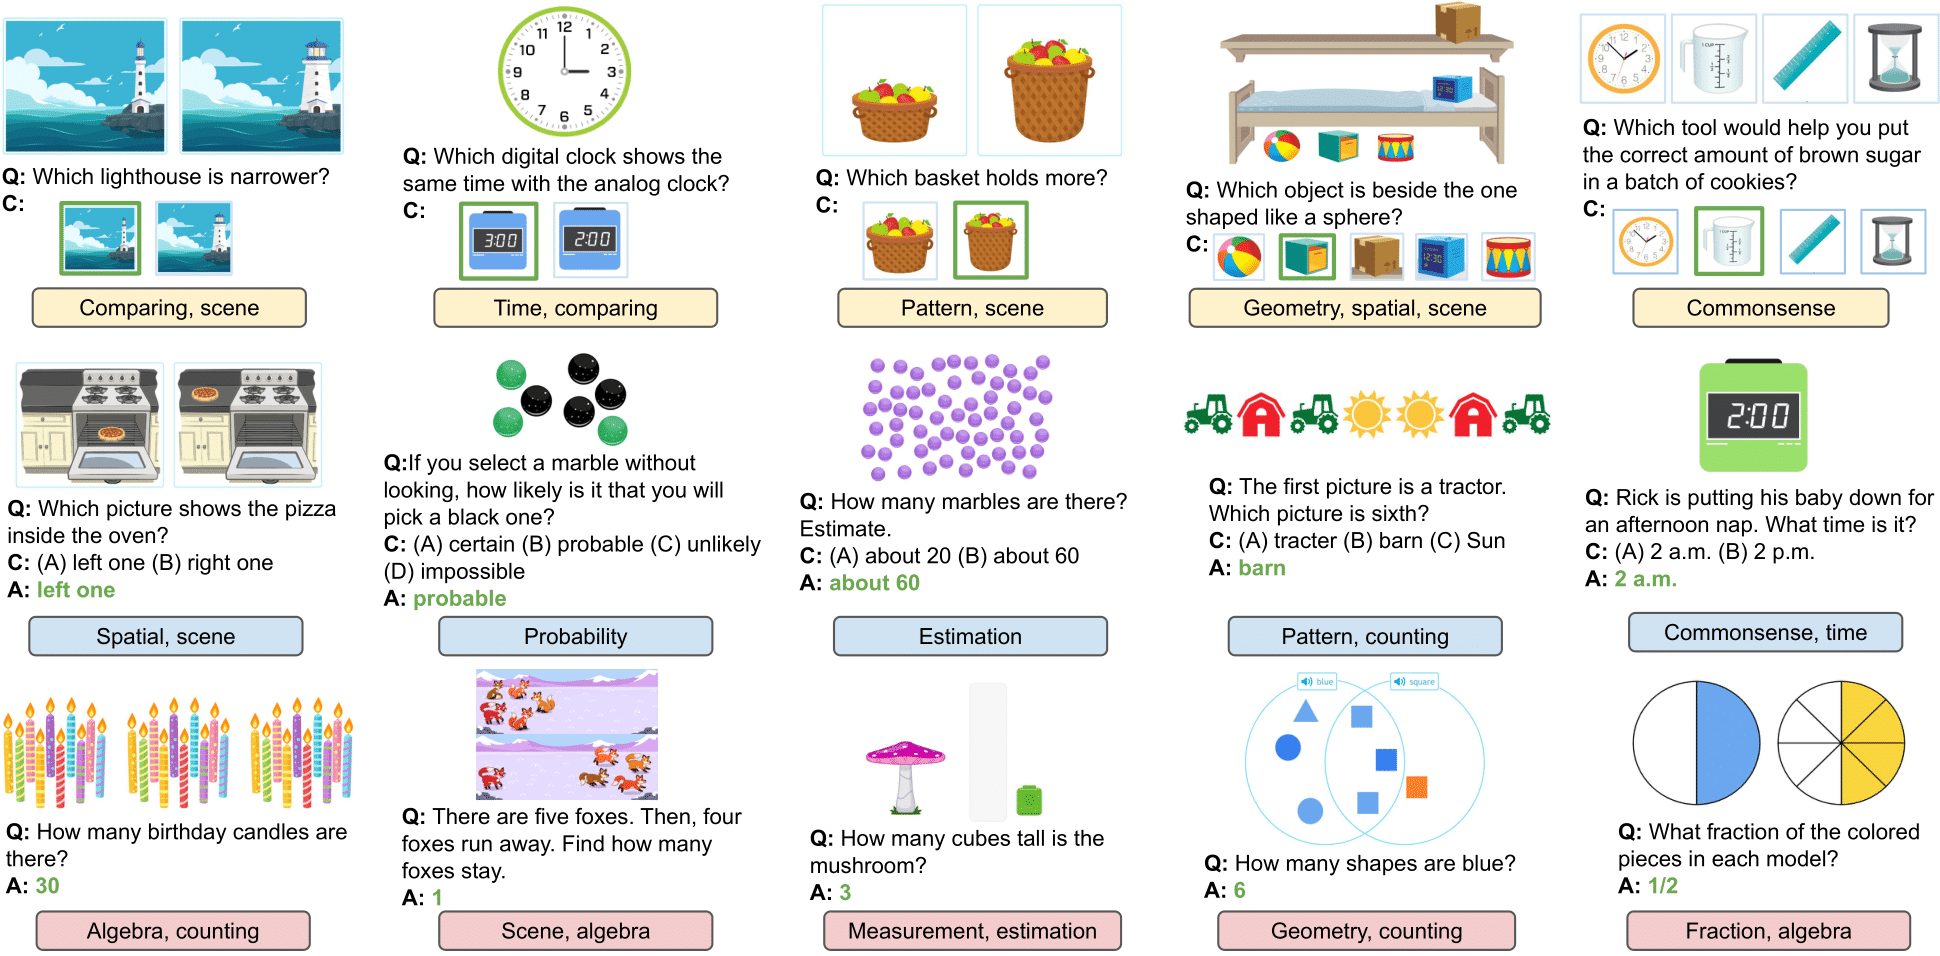 Q: Which lighthouse is narrower?
C:
Comparing, scene
12
1
2
3
4
5
6
7
8
9
10
11
Q: Which digital clock shows the
same time with the analog clock?
C:
3:00
2:00
Time, comparing
Q: Which basket holds more?
C:
Pattern, scene
Q: Which object is beside the one
shaped like a sphere?
C:
12:30
Geometry, spatial, scene
1 CUP
Q: Which tool would help you put
the correct amount of brown sugar
in a batch of cookies?
C:
Commonsense
Q: Which picture shows the pizza
inside the oven?
C: (A) left one (B) right one
A: left one
Spatial, scene
Q:If you select a marble without
looking, how likely is it that you will
pick a black one?
C: (A) certain (B) probable (C) unlikely
(D) impossible
A: probable
Probability
Q: How many marbles are there?
Estimate.
C: (A) about 20 (B) about 60
A: about 60
Estimation
Q: The first picture is a tractor.
Which picture is sixth?
C: (A) tracter (B) barn (C) Sun
A: barn
Pattern, counting
2:00
Q: Rick is putting his baby down for
an afternoon nap. What time is it?
C: (A) 2 a.m. (B) 2 p.m.
A: 2 a.m.
Commonsense, time
Q: How many birthday candles are
there?
A: 30
Algebra, counting
Q: There are five foxes. Then, four
foxes run away. Find how many
foxes stay.
A: 1
Scene, algebra
Q: How many cubes tall is the
mushroom?
A: 3
Measurement, estimation
blue
square
Q: How many shapes are blue?
A: 6
Geometry, counting
Q: What fraction of the colored
pieces in each model?
A: 1/2
Fraction, algebra